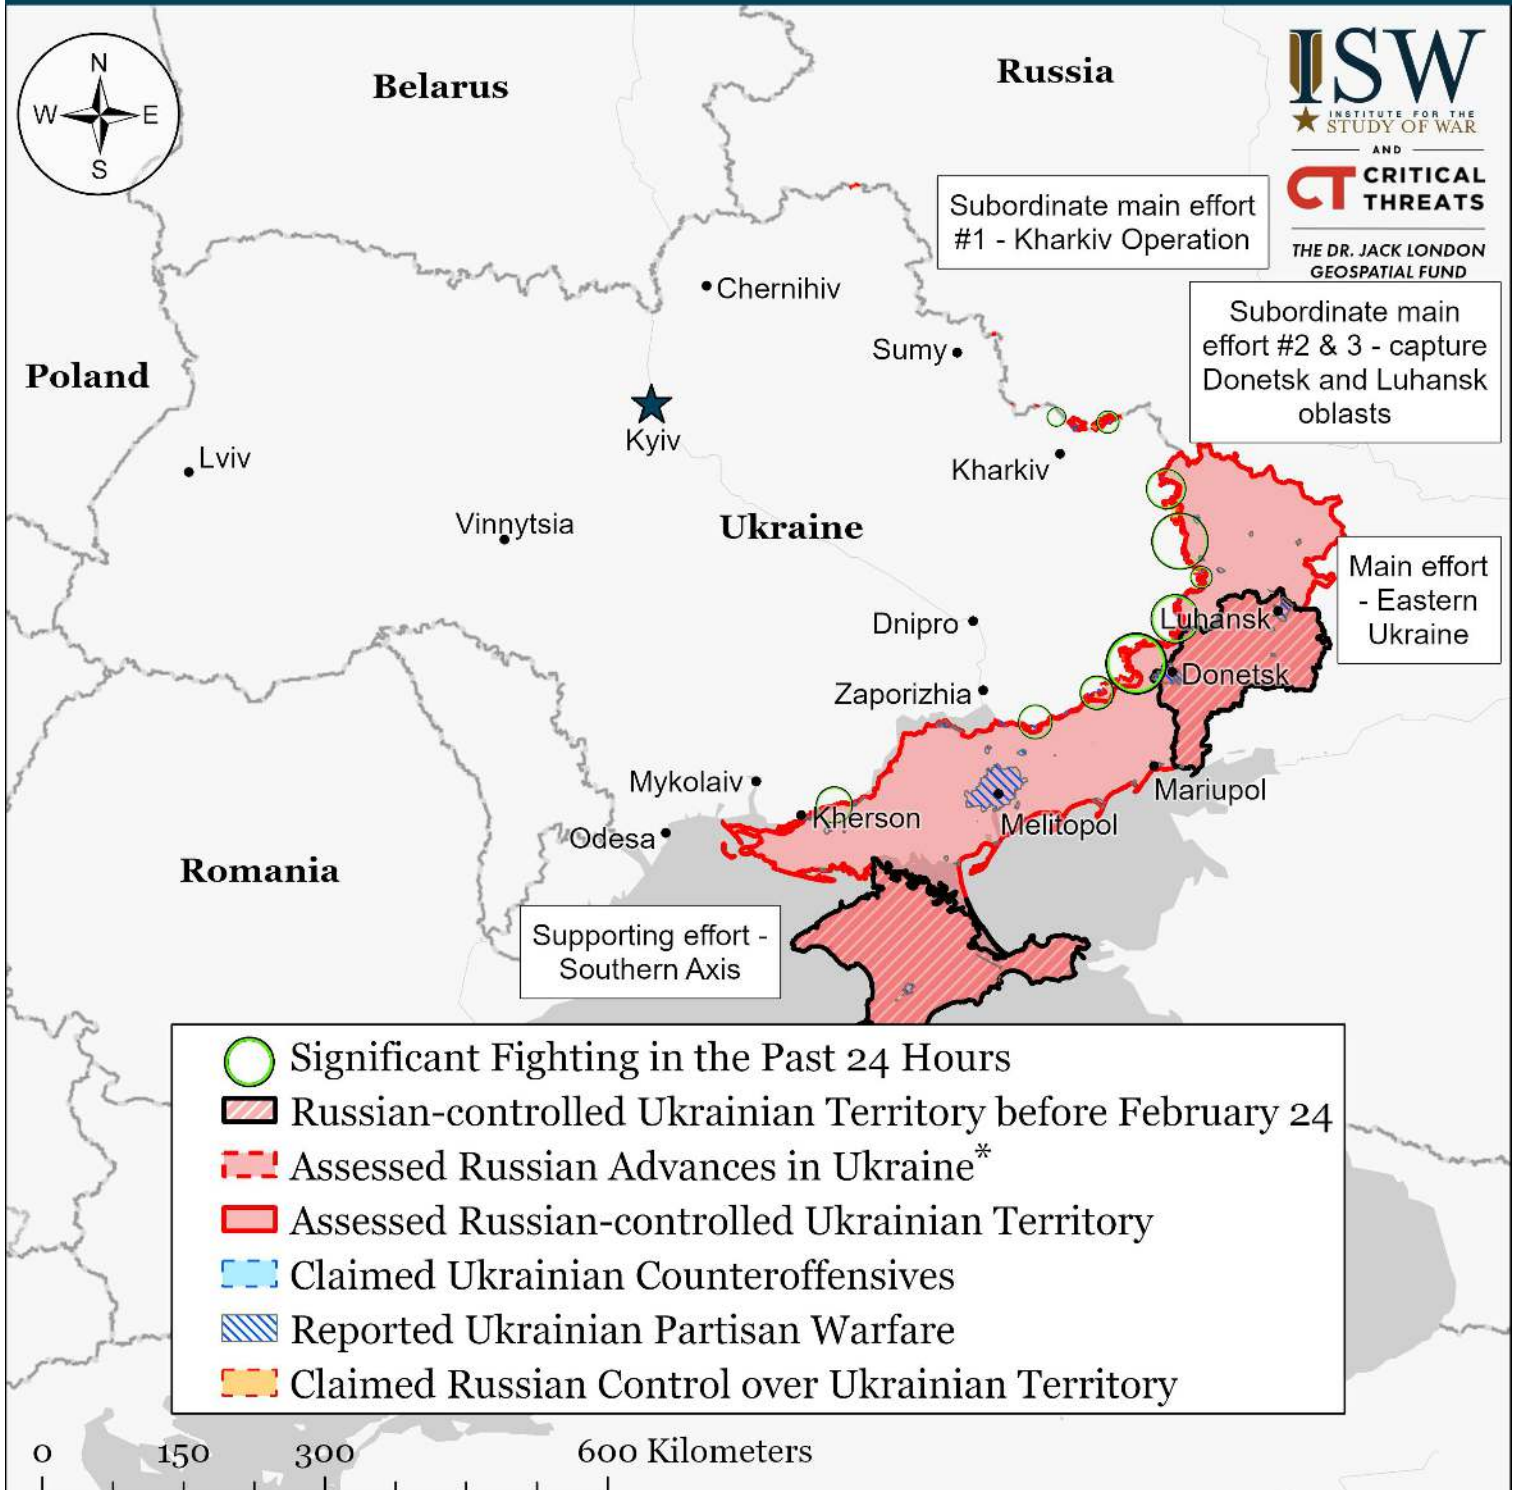 N
W
E
S
Belarus
Russia
ISW
INSTITUTE FOR THE
STUDY OF WAR
AND
CT CRITICAL
THREATS
THE DR. JACK LONDON
GEOSPATIAL FUND
Subordinate main effort
#1 - Kharkiv Operation
Subordinate main
effort #2 & 3 - capture
Donetsk and Luhansk
oblasts
Chernihiv
Sumy
Poland
Kyiv
Lviv
Kharkiv
Vinnytsia
Ukraine
Main effort
- Eastern
Ukraine
Dnipro
Luhansk
Donetsk
Zaporizhia
Mykolaiv
Mariupol
Kherson
Melitopol
Odesa
Romania
Supporting effort -
Southern Axis
Significant Fighting in the Past 24 Hours
Russian-controlled Ukrainian Territory before February 24
Assessed Russian Advances in Ukraine*
Assessed Russian-controlled Ukrainian Territory
Claimed Ukrainian Counteroffensives
Reported Ukrainian Partisan Warfare
Claimed Russian Control over Ukrainian Territory
0 150 300 600 Kilometers